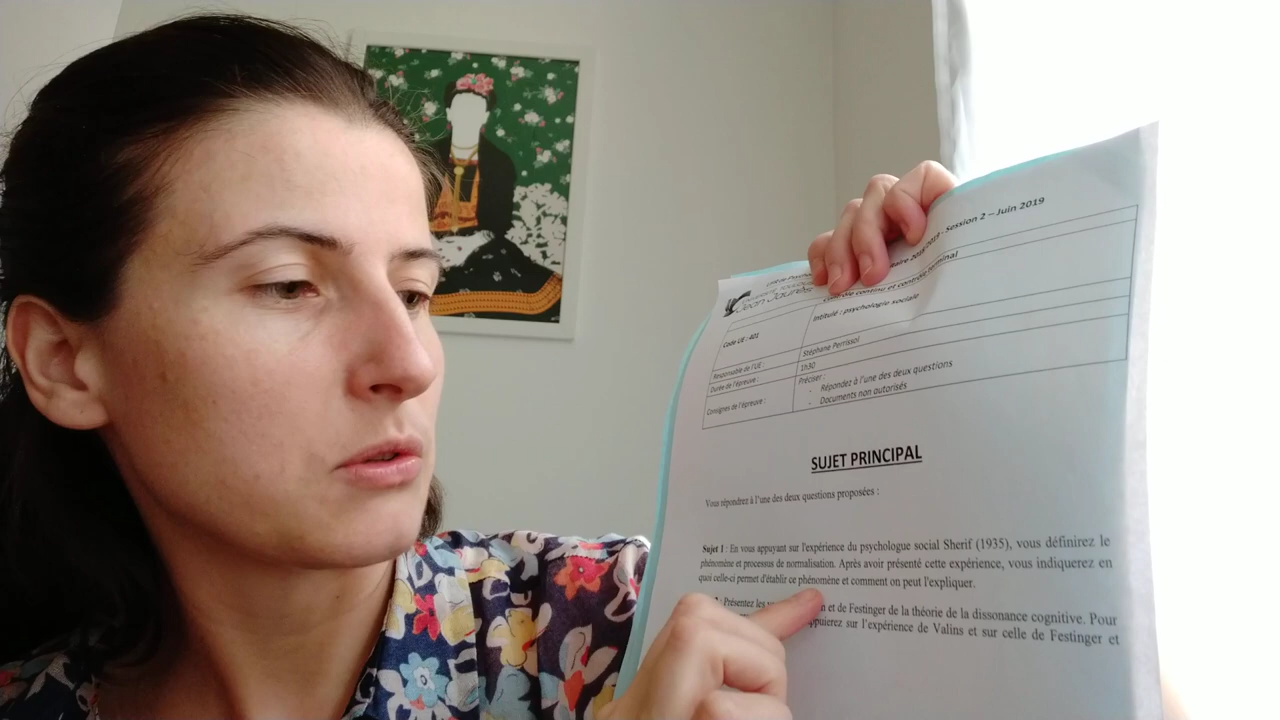 Jean Jaurès
Session 2 – Juin 2019
Contrôle continu et contrôle terminal
Code UE : 401
Intitulé : psychologie sociale
Responsable de l'UE :
Stéphane Perrissol
Durée de l'épreuve :
1h30
Consignes de l'épreuve :
Préciser :
- Répondez à l'une des deux questions
- Documents non autorisés
SUJET PRINCIPAL
Vous répondrez à l'une des deux questions proposées :
Sujet 1 : En vous appuyant sur l'expérience du psychologue social Sherif (1935), vous définirez le
phénomène et processus de normalisation. Après avoir présenté cette expérience, vous indiquerez en
quoi celle-ci permet d'établir ce phénomène et comment on peut l'expliquer.
: Présentez les et de Festinger de la théorie de la dissonance cognitive. Pour
sur l'expérience de Valins et sur celle de Festinger et